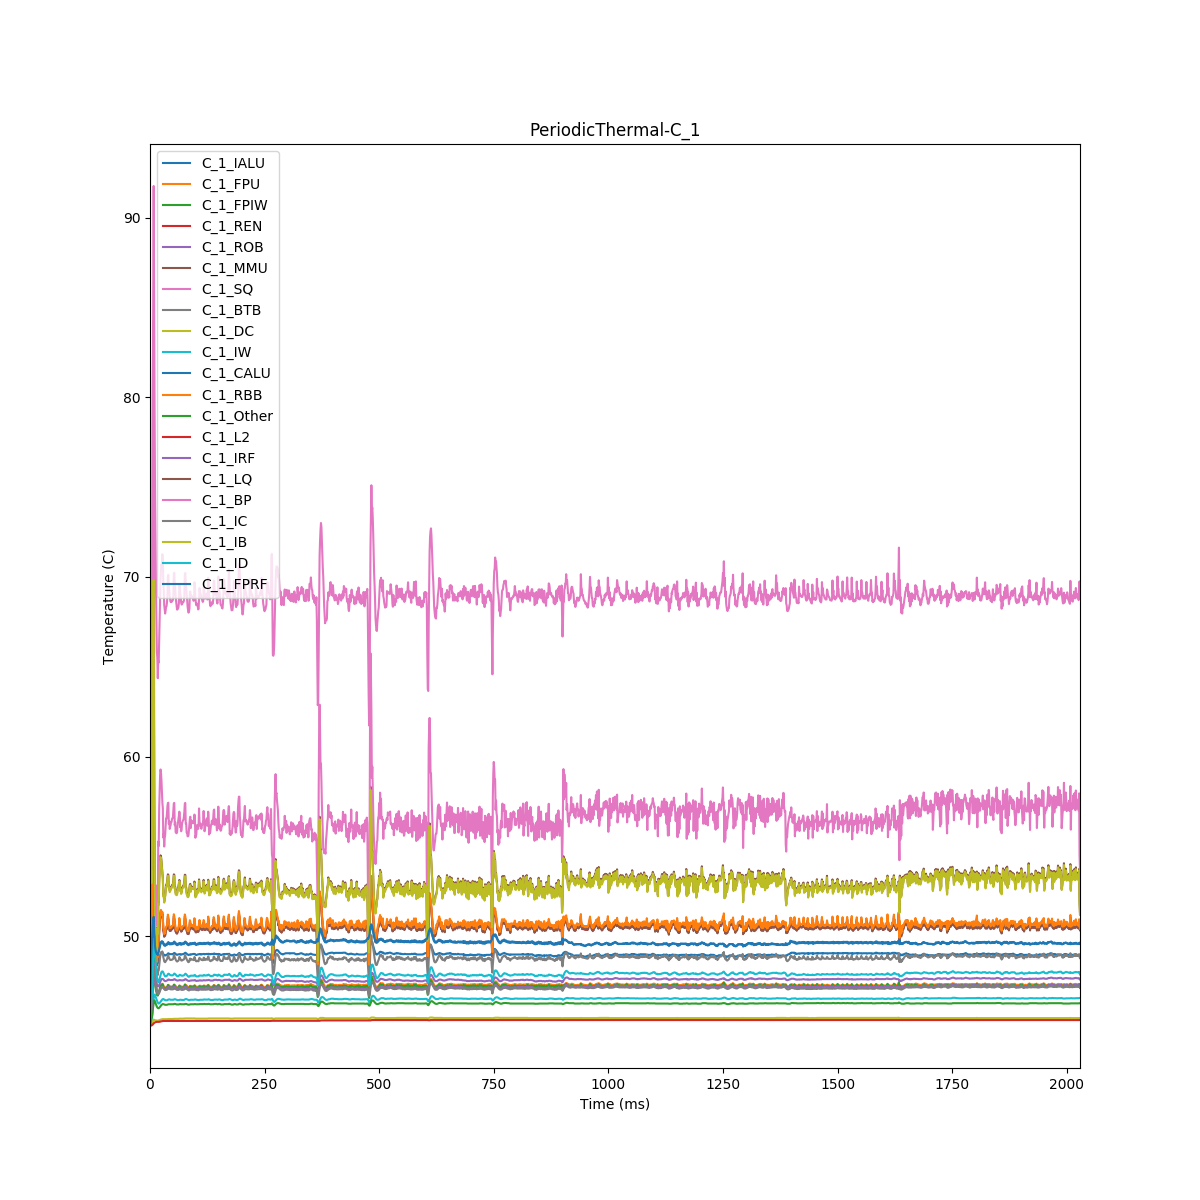 PeriodicThermal-C_1
C_1_IALU
C_1_FPU
C_1_FPIW
C_1_REN
C_1_ROB
C_1_MMU
C_1_SQ
C_1_BTB
C_1_DC
C_1_IW
C_1_CALU
C_1_RBB
C_1_Other
C_1_L2
C_1_IRF
C_1_LQ
C_1_BP
C_1_IC
C_1_IB
C_1_ID
C_1_FPRF
90
80
70
60
50
Temperature (C)
0 250 500 750 1000 1250 1500 1750 2000
Time (ms)